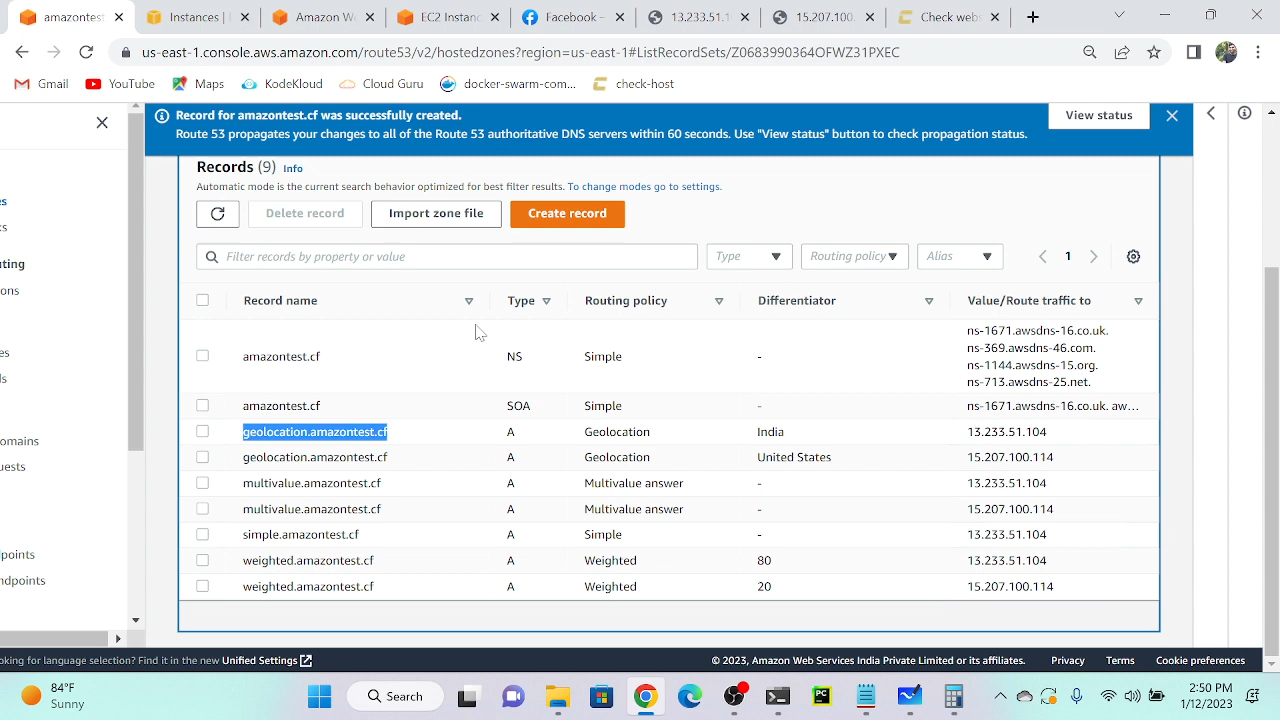 amazontest
Instances |
Amazon W
EC2 Instanc
Facebook –
13.233.51.1
15.207.100.
Check webs
us-east-1.console.aws.amazon.com/route53/v2/hostedzones?region=us-east-1#ListRecordSets/Z0683990364OFWZ31PXEC
Gmail
YouTube
Maps
KodeKloud
Cloud Guru
docker-swarm-com...
check-host
Record for amazontest.cf was successfully created.
Route 53 propagates your changes to all of the Route 53 authoritative DNS servers within 60 seconds. Use "View status" button to check propagation status.
View status
Records (9) Info
Automatic mode is the current search behavior optimized for best filter results. To change modes go to settings.
Delete record
Import zone file
Create record
Filter records by property or value
Type
Routing policy
Alias
1
Record name Type Routing policy Differentiator Value/Route traffic to
amazontest.cf NS Simple -
ns-1671.awsdns-16.co.uk.
ns-369.awsdns-46.com.
ns-1144.awsdns-15.org.
ns-713.awsdns-25.net.
amazontest.cf SOA Simple - ns-1671.awsdns-16.co.uk. aw...
geolocation.amazontest.cf A Geolocation India 13.233.51.104
geolocation.amazontest.cf A Geolocation United States 15.207.100.114
multivalue.amazontest.cf A Multivalue answer - 13.233.51.104
multivalue.amazontest.cf A Multivalue answer - 15.207.100.114
simple.amazontest.cf A Simple - 13.233.51.104
weighted.amazontest.cf A Weighted 80 13.233.51.104
weighted.amazontest.cf A Weighted 20 15.207.100.114
es
ks
uting
ons
es
ls
omains
uests
points
ndpoints
oking for language selection? Find it in the new Unified Settings
© 2023, Amazon Web Services India Private Limited or its affiliates.
Privacy
Terms
Cookie preferences
84°F
Sunny
Search
PC
2:50 PM
1/12/2023